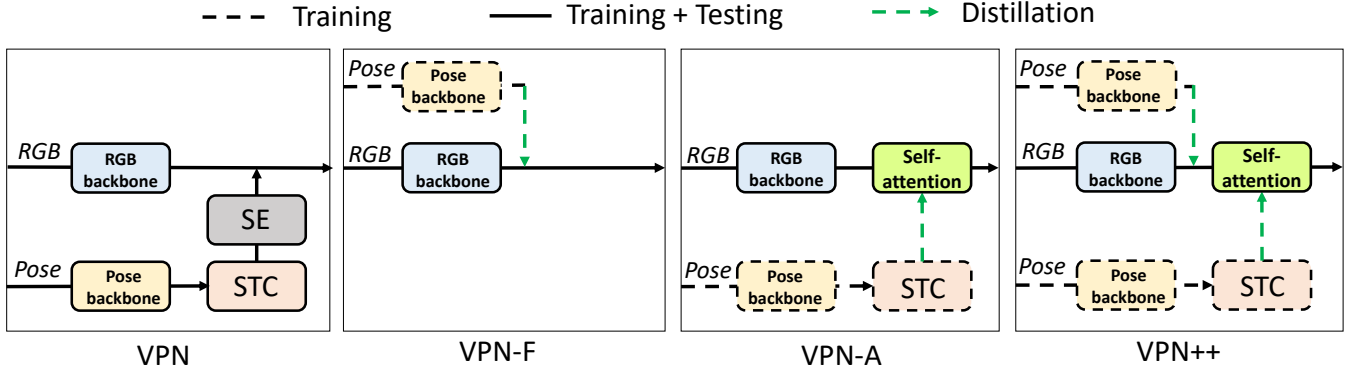 Training
Training + Testing
Distillation
RGB
RGB
backbone
SE
Pose
Pose
backbone
STC
VPN
Pose
Pose
backbone
RGB
RGB
backbone
VPN-F
RGB
RGB
backbone
Self-
attention
Pose
Pose
backbone
STC
VPN-A
Pose
Pose
backbone
RGB
RGB
backbone
Self-
attention
Pose
Pose
backbone
STC
VPN++